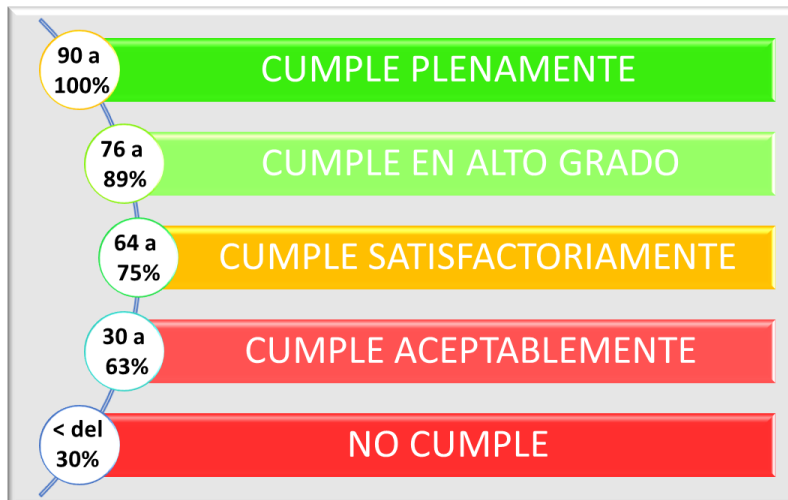 90 a
100%
CUMPLE PLENAMENTE
76 a
89%
CUMPLE EN ALTO GRADO
64 a
75%
CUMPLE SATISFACTORIAMENTE
30 a
63%
CUMPLE ACEPTABLEMENTE
< del
30%
NO CUMPLE